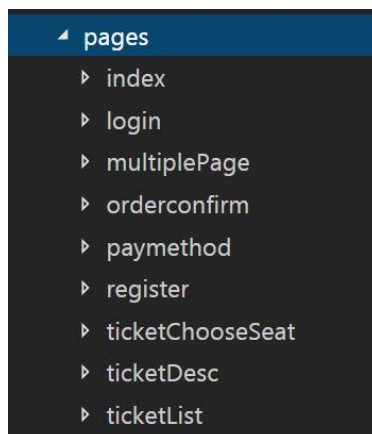 pages
index
login
multiplePage
orderconfirm
paymethod
register
ticketChooseSeat
ticketDesc
ticketList